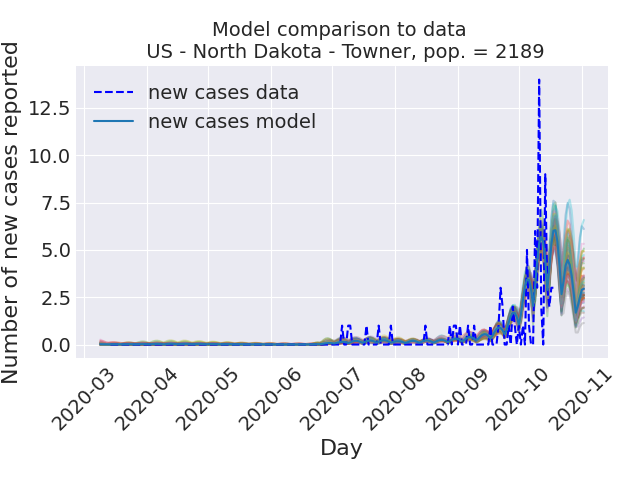 Model comparison to data
US - North Dakota - Towner, pop. = 2189
Number of new cases reported
12.5
10.0
7.5
5.0
2.5
0.0
new cases data
new cases model
2020-03
2020-04
2020-05
2020-06
2020-07
2020-08
2020-09
2020-10
2020-11
Day